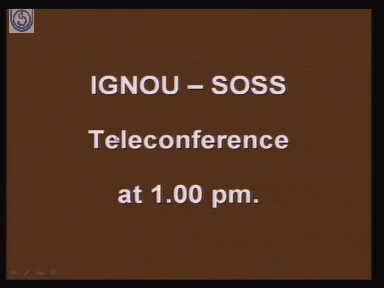 IGNOU – SOSS
Teleconference
at 1.00 pm.